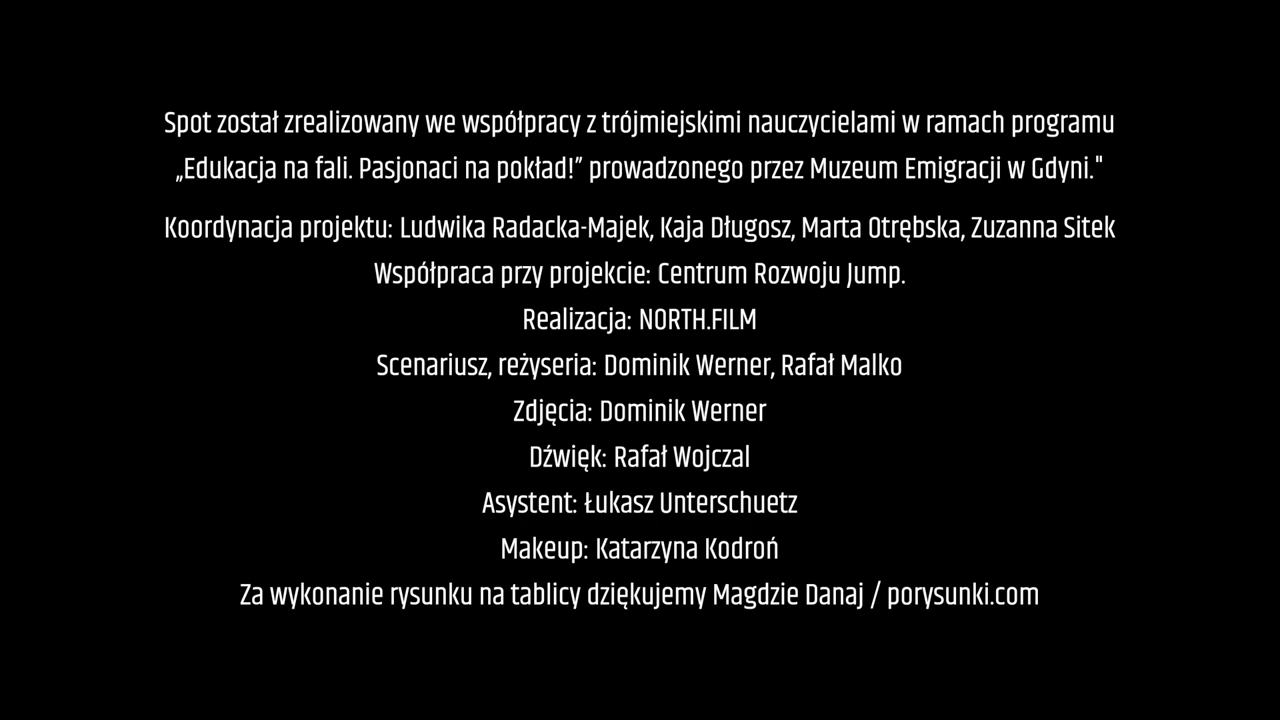 Spot został zrealizowany we współpracy z trójmiejskimi nauczycielami w ramach programu
„Edukacja na fali. Pasjonaci na pokład!” prowadzonego przez Muzeum Emigracji w Gdyni."
Koordynacja projektu: Ludwika Radacka-Majek, Kaja Długosz, Marta Otrębska, Zuzanna Sitek
Współpraca przy projekcie: Centrum Rozwoju Jump.
Realizacja: NORTH.FILM
Scenariusz, reżyseria: Dominik Werner, Rafał Malko
Zdjęcia: Dominik Werner
Dźwięk: Rafał Wojczal
Asystent: Łukasz Unterschuetz
Makeup: Katarzyna Kodroń
Za wykonanie rysunku na tablicy dziękujemy Magdzie Danaj / porysunki.com